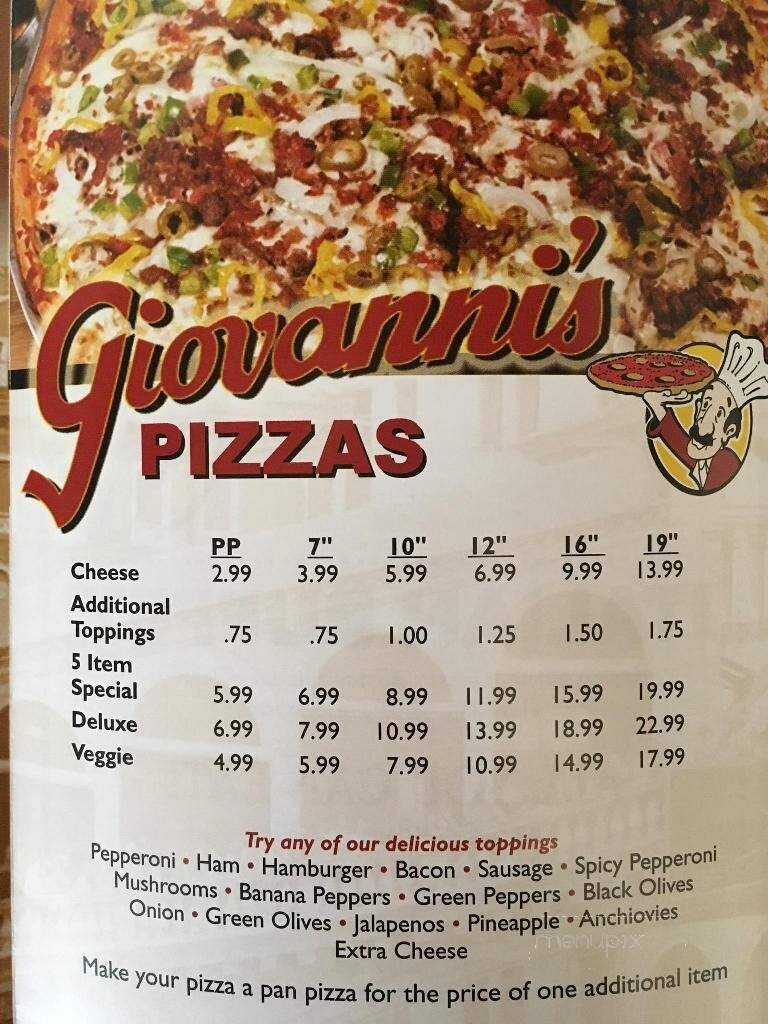 Giovanni's
PIZZAS
PP 7" 10" 12" 16" 19"
Cheese 2.99 3.99 5.99 6.99 9.99 13.99
Additional
Toppings .75 .75 1.00 1.25 1.50 1.75
5 Item
Special 5.99 6.99 8.99 11.99 15.99 19.99
Deluxe 6.99 7.99 10.99 13.99 18.99 22.99
Veggie 4.99 5.99 7.99 10.99 14.99 17.99
Try any of our delicious toppings
Pepperoni • Ham • Hamburger • Bacon • Sausage • Spicy Pepperoni
Mushrooms • Banana Peppers • Green Peppers • Black Olives
Onion • Green Olives • Jalapenos • Pineapple • Anchiovies
menupix
Extra Cheese
Make your pizza a pan pizza for the price of one additional item